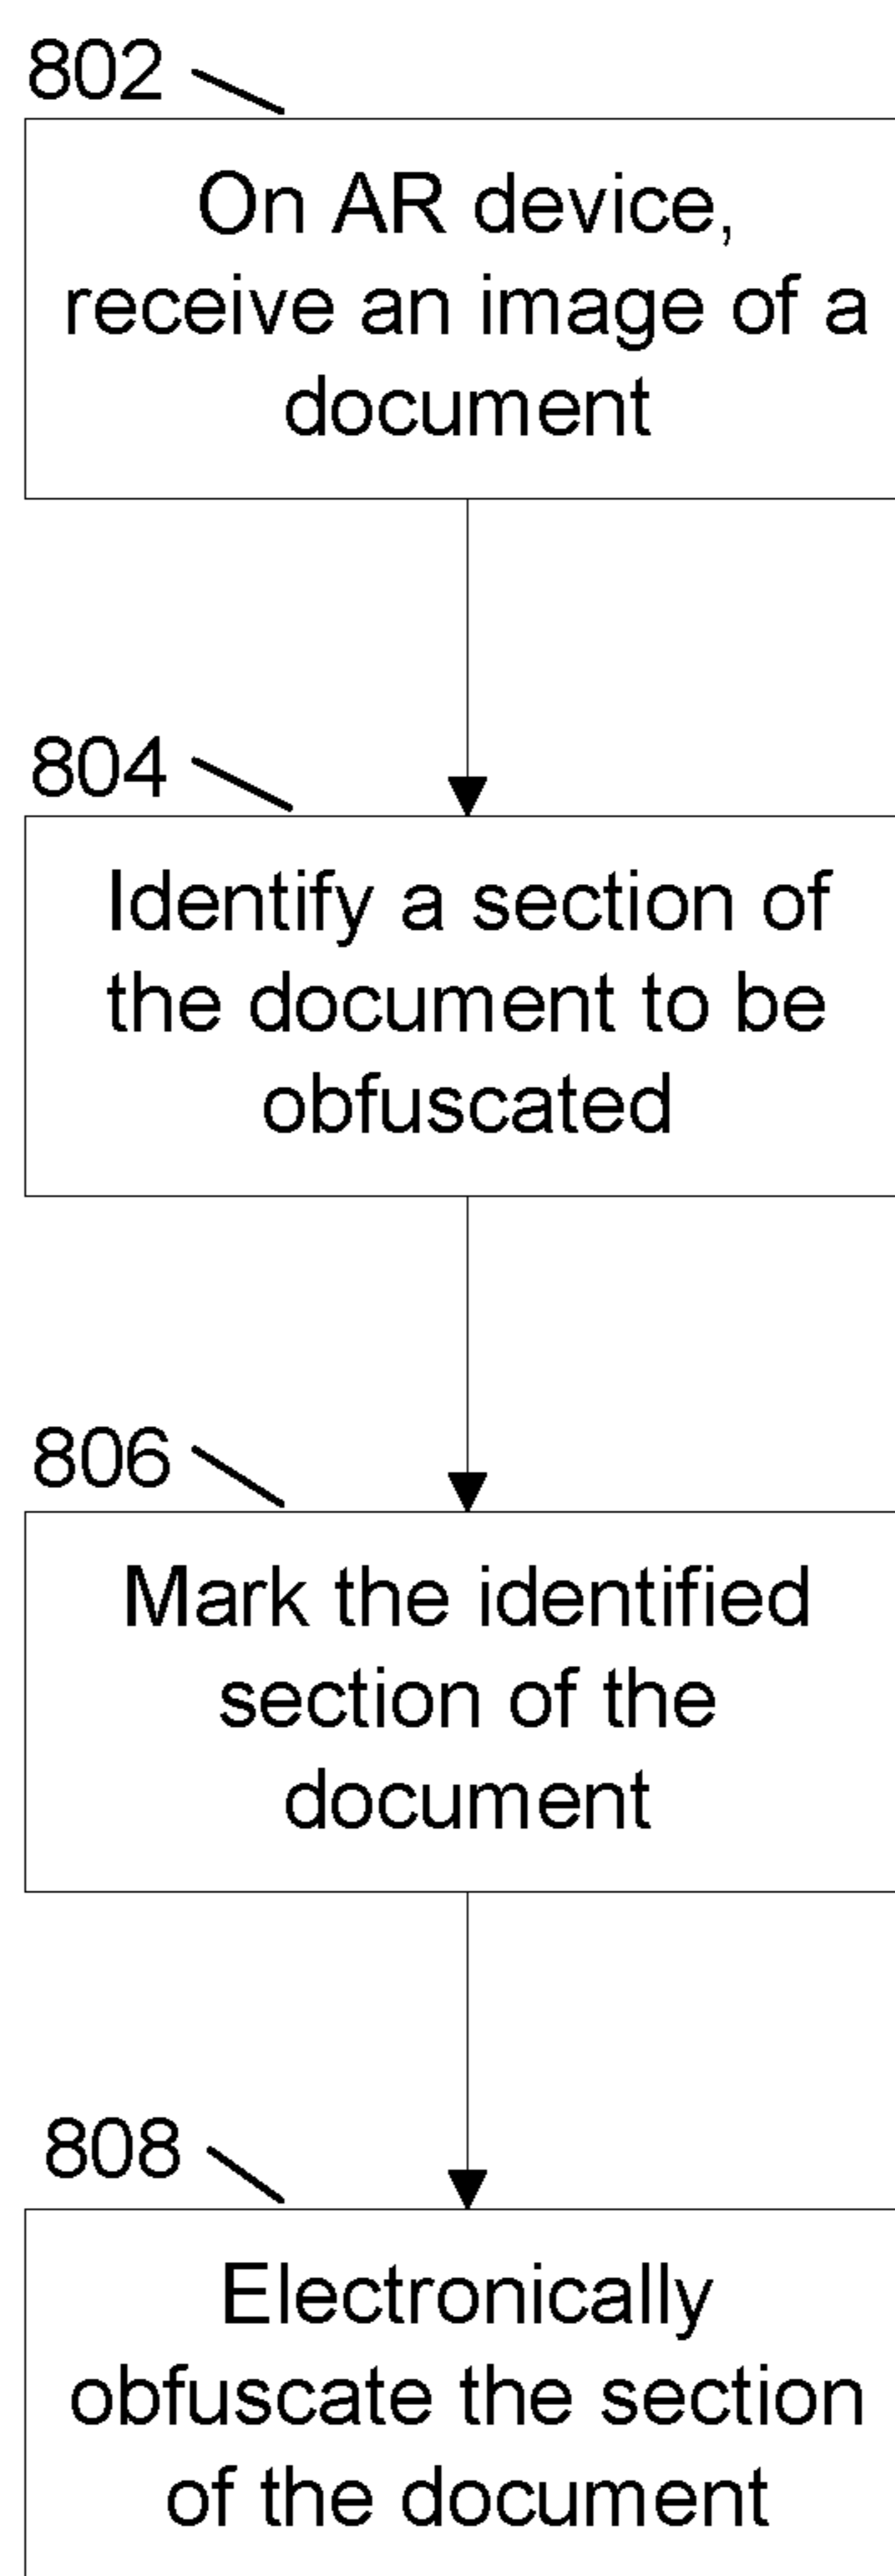 802
On AR device,
receive an image of a
document
804
Identify a section of
the document to be
obfuscated
806
Mark the identified
section of the
document
808
Electronically
obfuscate the section
of the document